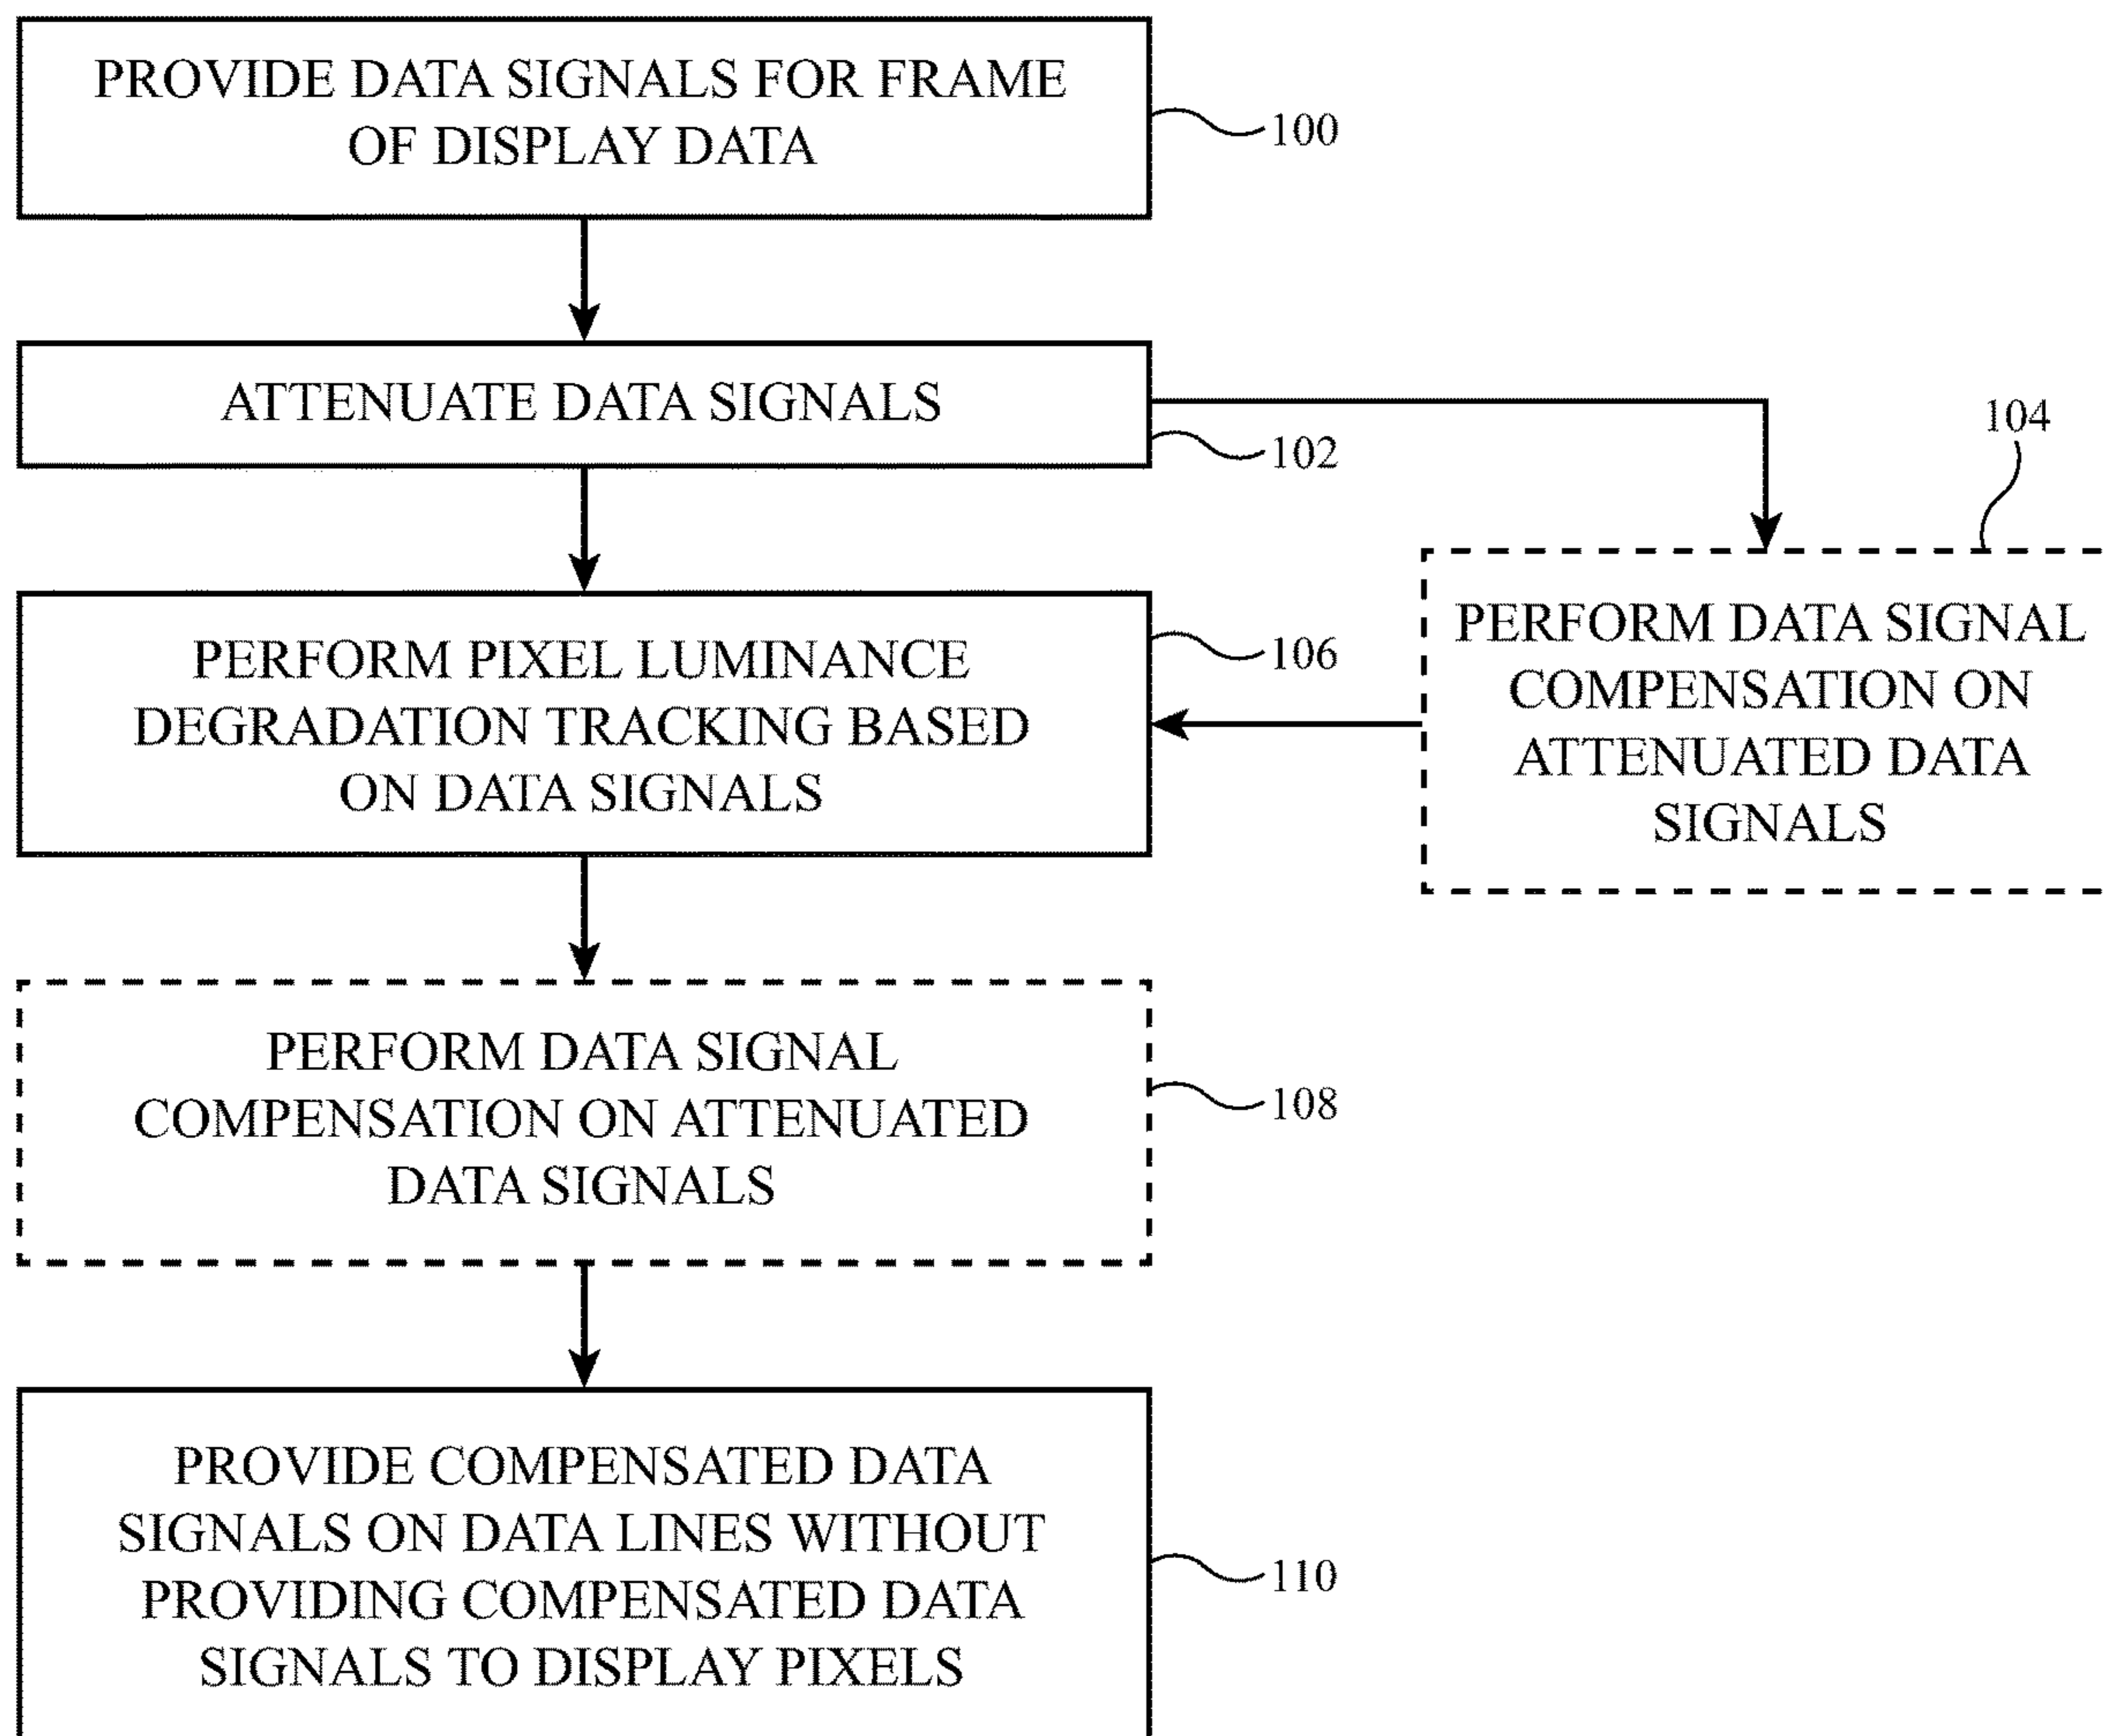 PROVIDE DATA SIGNALS FOR FRAME
OF DISPLAY DATA
100
ATTENUATE DATA SIGNALS
102
104
PERFORM DATA SIGNAL
COMPENSATION ON
ATTENUATED DATA
SIGNALS
PERFORM PIXEL LUMINANCE
DEGRADATION TRACKING BASED
ON DATA SIGNALS
106
PERFORM DATA SIGNAL
COMPENSATION ON ATTENUATED
DATA SIGNALS
108
PROVIDE COMPENSATED DATA
SIGNALS ON DATA LINES WITHOUT
PROVIDING COMPENSATED DATA
SIGNALS TO DISPLAY PIXELS
110